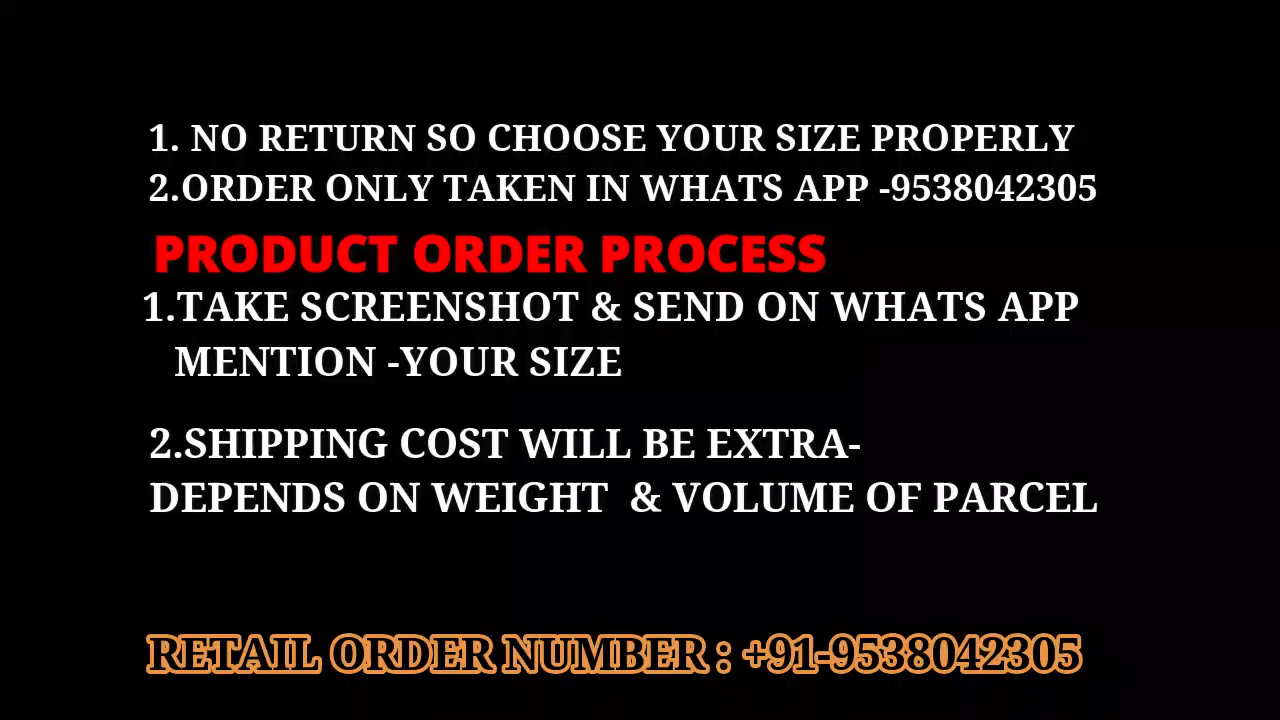 1. NO RETURN SO CHOOSE YOUR SIZE PROPERLY
2.ORDER ONLY TAKEN IN WHATS APP -9538042305
PRODUCT ORDER PROCESS
1.TAKE SCREENSHOT & SEND ON WHATS APP
MENTION -YOUR SIZE
2.SHIPPING COST WILL BE EXTRA-
DEPENDS ON WEIGHT & VOLUME OF PARCEL
RETAIL ORDER NUMBER : +91-9538042305